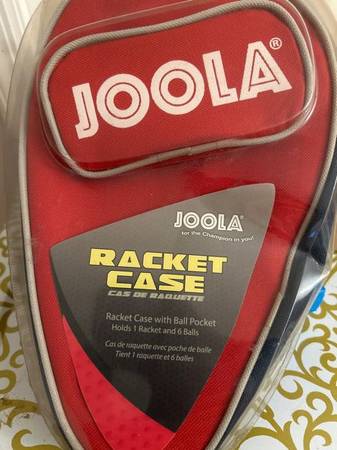 JOOLA®
JOOLA®
for the Champion in you!
RACKET
CASE
CAS DE RAQUETTE
Racket Case with Ball Pocket
Holds 1 Racket and 6 Balls
Cas de raquette avec poche de balle
Tient 1 raquette et 6 balles